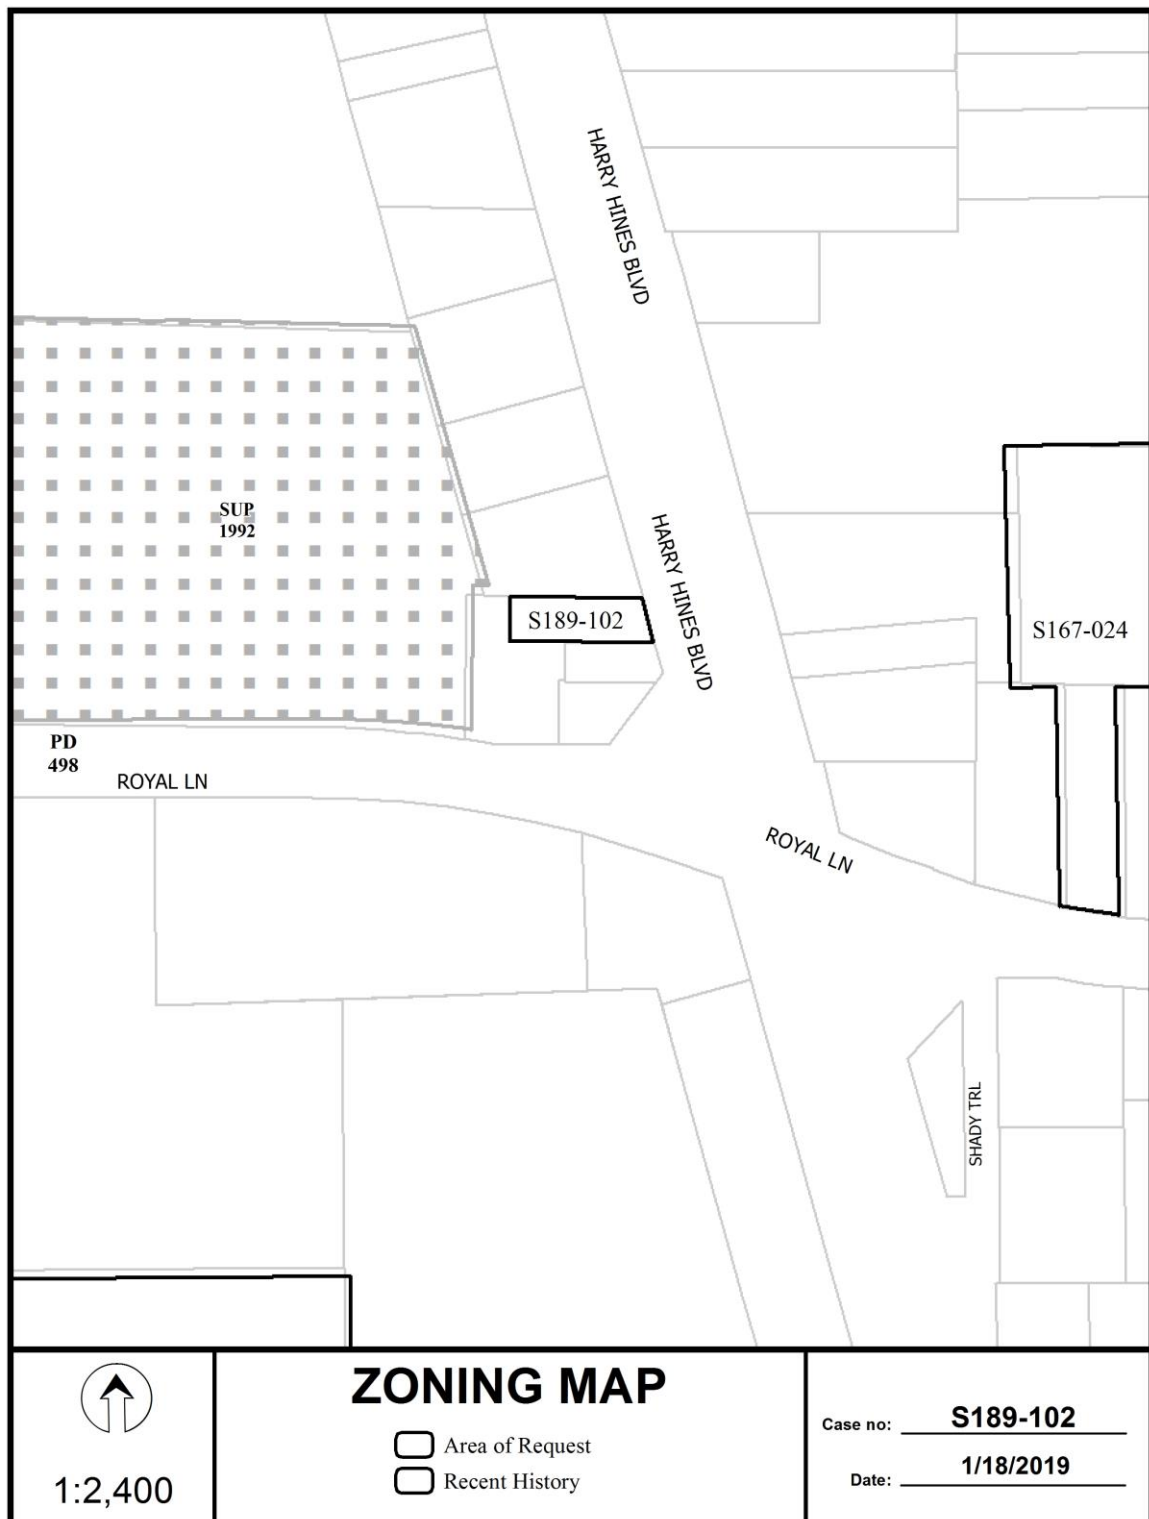 HARRY HINES BLVD
SUP
1992
HARRY HINES BLVD
S189-102
S167-024
PD
498
ROYAL LN
ROYAL LN
SHADY TRL
1:2,400
ZONING MAP
Area of Request
Recent History
Case no: S189-102
Date: 1/18/2019